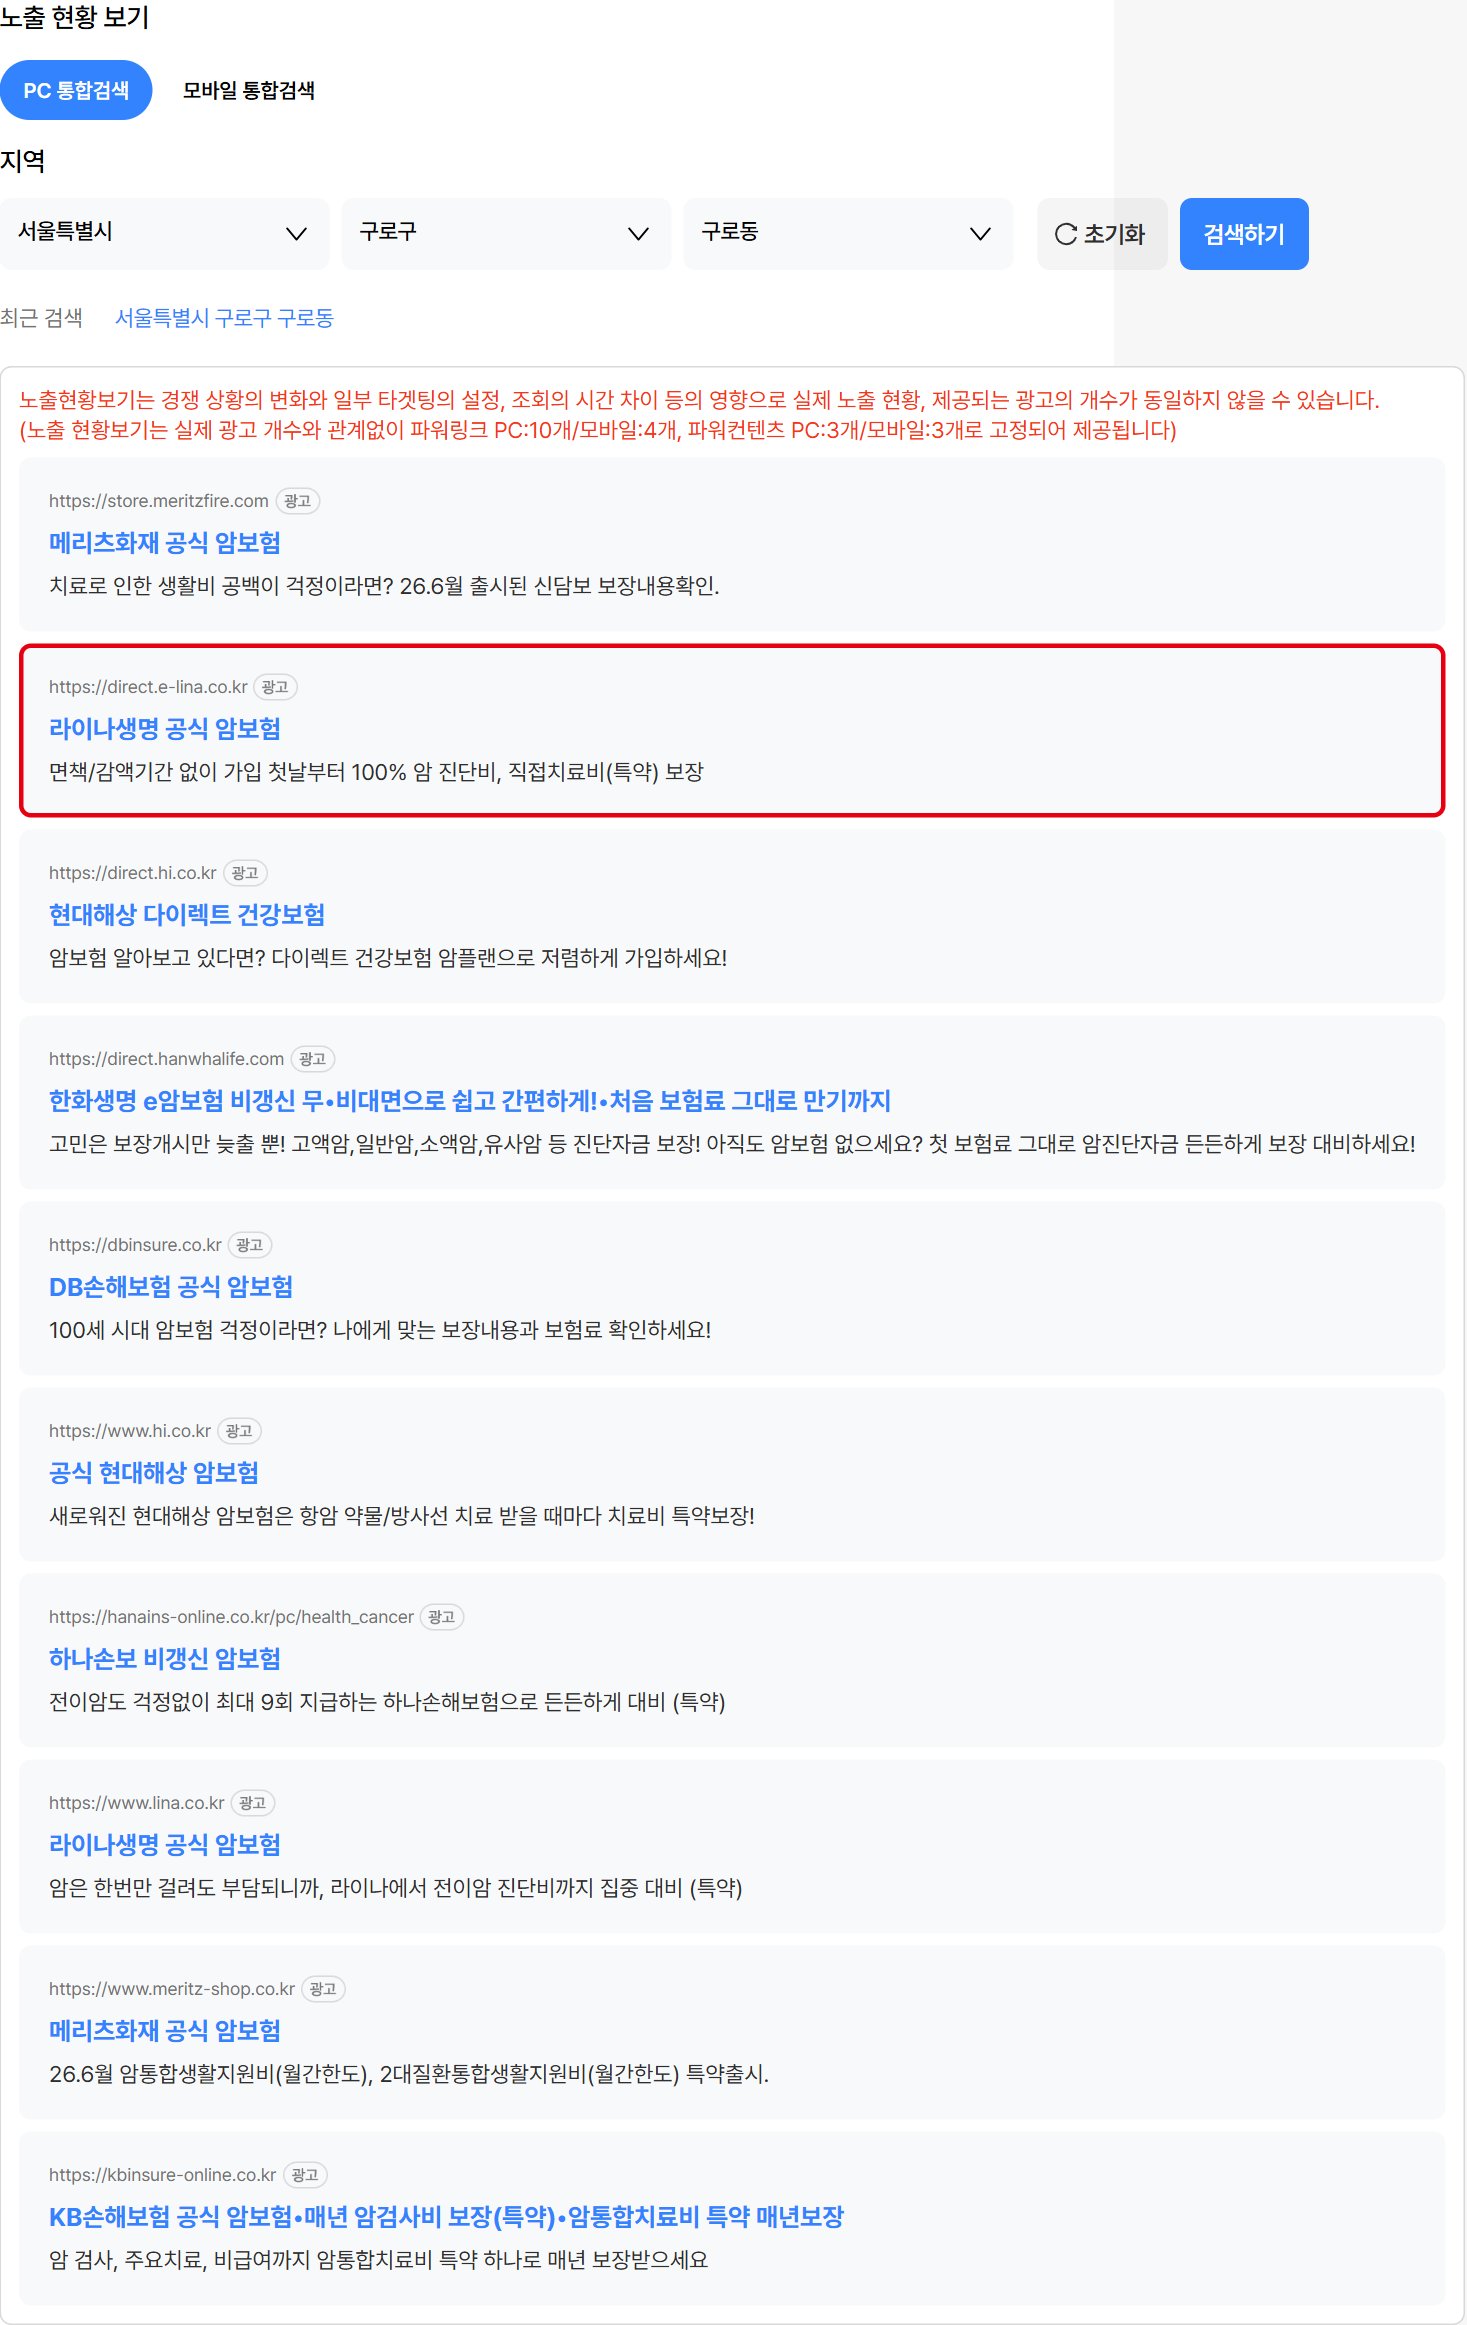 노출 현황 보기
PC 통합검색 모바일 통합검색
지역
서울특별시 구로구 구로동 초기화 검색하기
최근 검색 서울특별시 구로구 구로동
노출현황보기는 경쟁 상황의 변화와 일부 타겟팅의 설정, 조회의 시간 차이 등의 영향으로 실제 노출 현황, 제공되는 광고의 개수가 동일하지 않을 수 있습니다.
(노출 현황보기는 실제 광고 개수와 관계없이 파워링크 PC:10개/모바일:4개, 파워컨텐츠 PC:3개/모바일:3개로 고정되어 제공됩니다)
https://store.meritzfire.com 광고
메리츠화재 공식 암보험
치료로 인한 생활비 공백이 걱정이라면? 26.6월 출시된 신담보 보장내용확인.
https://direct.e-lina.co.kr 광고
라이나생명 공식 암보험
면책/감액기간 없이 가입 첫날부터 100% 암 진단비, 직접치료비(특약) 보장
https://direct.hi.co.kr 광고
현대해상 다이렉트 건강보험
암보험 알아보고 있다면? 다이렉트 건강보험 암플랜으로 저렴하게 가입하세요!
https://direct.hanwhalife.com 광고
한화생명 e암보험 비갱신 무•비대면으로 쉽고 간편하게!•처음 보험료 그대로 만기까지
고민은 보장개시만 늦출 뿐! 고액암,일반암,소액암,유사암 등 진단자금 보장! 아직도 암보험 없으세요? 첫 보험료 그대로 암진단자금 든든하게 보장 대비하세요!
https://dbinsure.co.kr 광고
DB손해보험 공식 암보험
100세 시대 암보험 걱정이라면? 나에게 맞는 보장내용과 보험료 확인하세요!
https://www.hi.co.kr 광고
공식 현대해상 암보험
새로워진 현대해상 암보험은 항암 약물/방사선 치료 받을 때마다 치료비 특약보장!
https://hanains-online.co.kr/pc/health_cancer 광고
하나손보 비갱신 암보험
전이암도 걱정없이 최대 9회 지급하는 하나손해보험으로 든든하게 대비 (특약)
https://www.lina.co.kr 광고
라이나생명 공식 암보험
암은 한번만 걸려도 부담되니까, 라이나에서 전이암 진단비까지 집중 대비 (특약)
https://www.meritz-shop.co.kr 광고
메리츠화재 공식 암보험
26.6월 암통합생활지원비(월간한도), 2대질환통합생활지원비(월간한도) 특약출시.
https://kbinsure-online.co.kr 광고
KB손해보험 공식 암보험•매년 암검사비 보장(특약)•암통합치료비 특약 매년보장
암 검사, 주요치료, 비급여까지 암통합치료비 특약 하나로 매년 보장받으세요